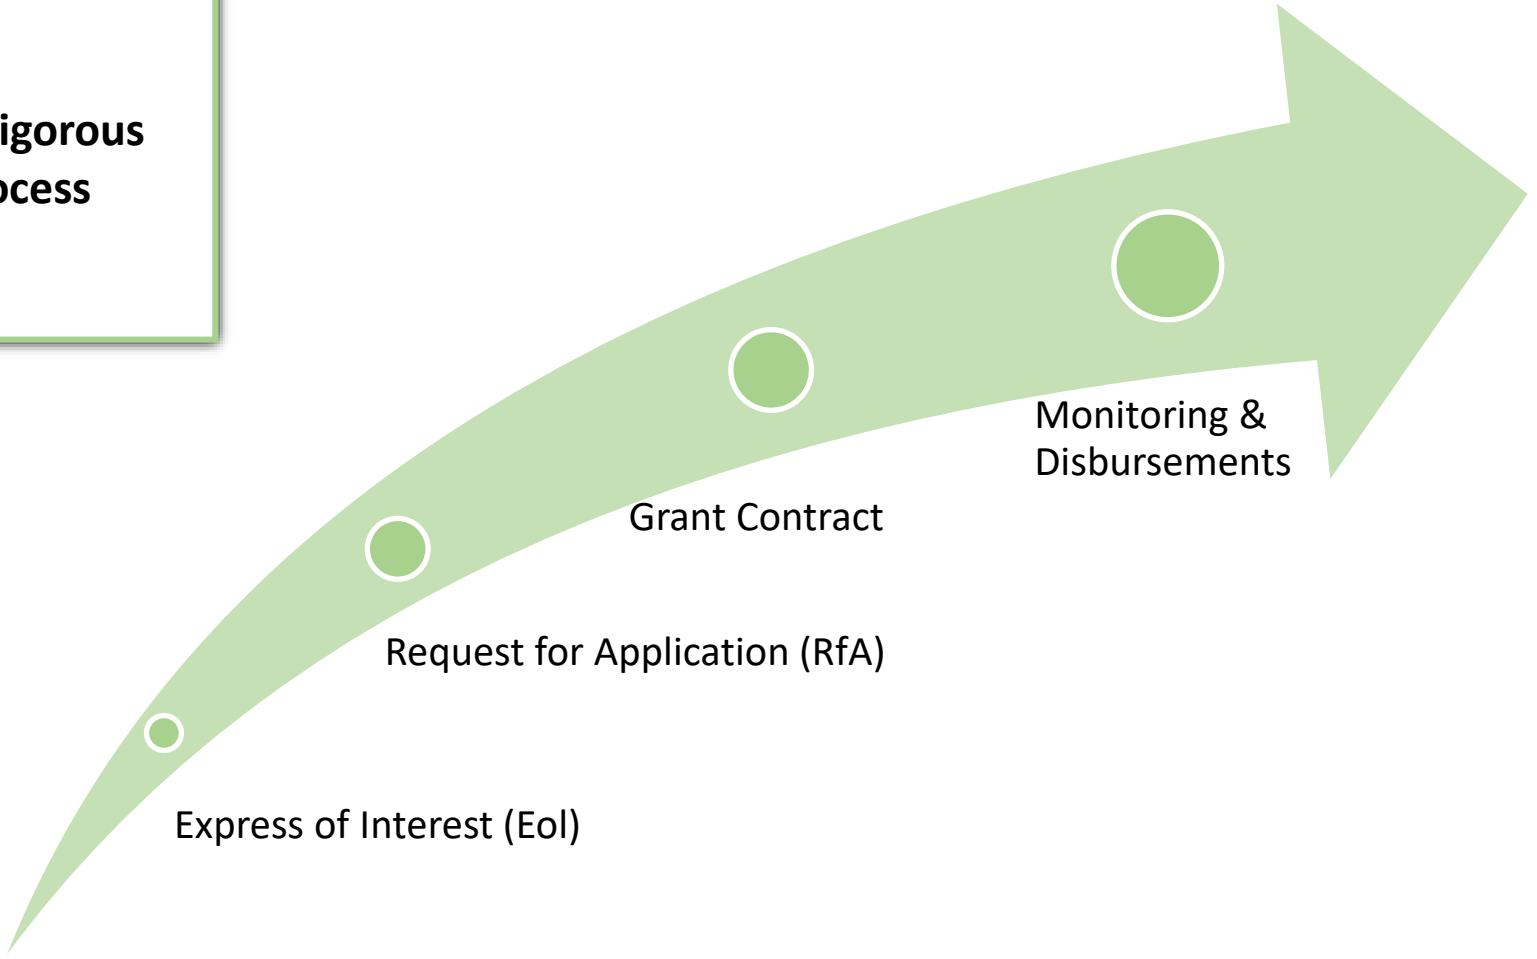 igorous
ocess
Monitoring &
Disbursements
Grant Contract
Request for Application (RfA)
Express of Interest (EoI)